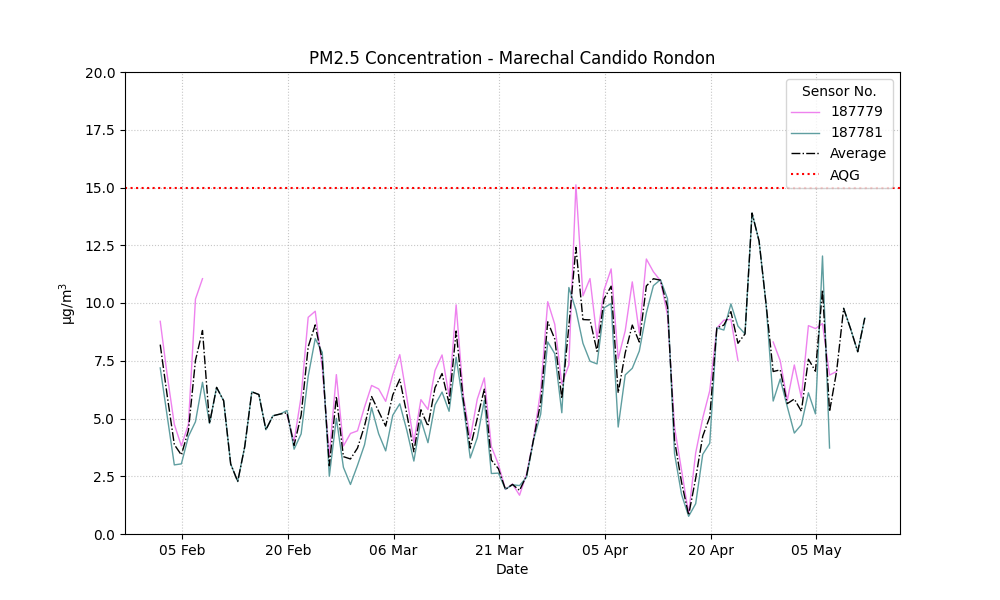 PM2.5 Concentration - Marechal Candido Rondon
20.0
17.5
15.0
12.5
10.0
7.5
5.0
2.5
0.0
µg/m³
Sensor No.
187779
187781
Average
AQG
05 Feb
20 Feb
06 Mar
21 Mar
05 Apr
20 Apr
05 May
Date